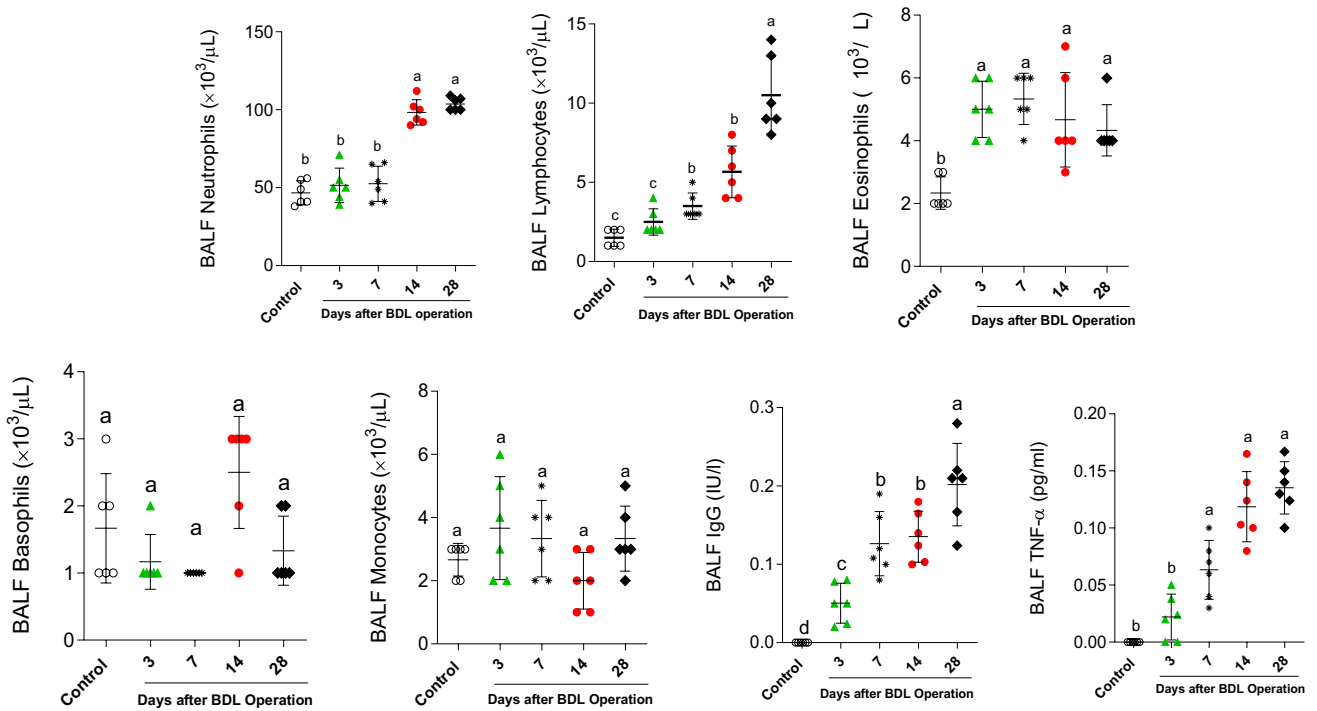 BALF Neutrophils (×10³/μL)
150
100
50
0
b
b
b
a
a
Control
3
7
14
28
Days after BDL operation
BALF Lymphocytes (×10³/μL)
15
10
5
0
c
c
b
b
a
Control
3
7
14
28
Days after BDL operation
BALF Eosinophils ( 10³/ L)
8
6
4
2
0
b
a
a
a
a
Control
3
7
14
28
Days after BDL operation
BALF Basophils (×10³/μL)
4
3
2
1
0
a
a
a
a
a
Control
3
7
14
28
Days after BDL Operation
BALF Monocytes (×10³/μL)
8
6
4
2
0
a
a
a
a
a
Control
3
7
14
28
Days after BDL Operation
BALF IgG (IU/l)
0.3
0.2
0.1
0.0
d
c
b
b
a
Control
3
7
14
28
Days after BDL Operation
BALF TNF-α (pg/ml)
0.20
0.15
0.10
0.05
0.00
b
b
a
a
a
Control
3
7
14
28
Days after BDL Operation